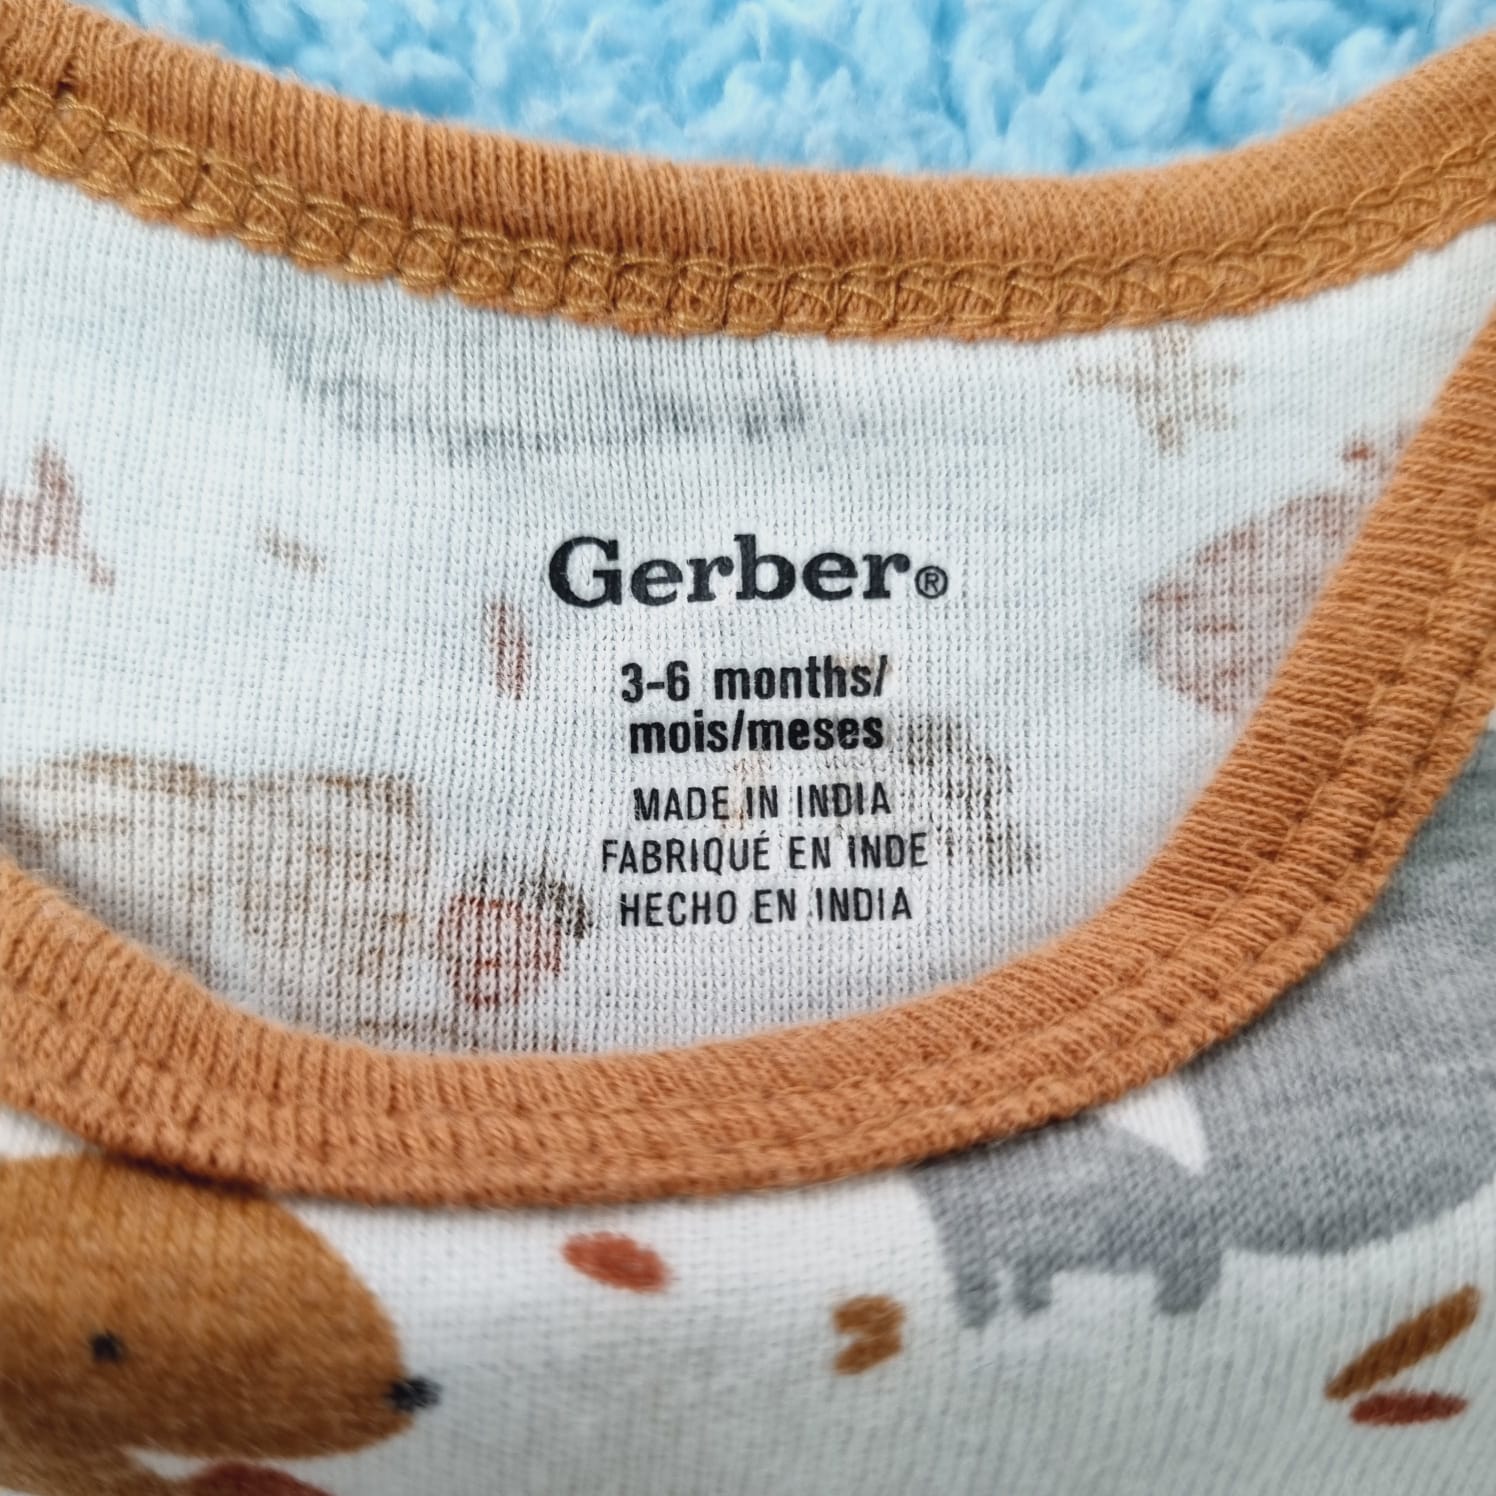 Gerber®
3-6 months/
mois/meses
MADE IN INDIA
FABRIQUÉ EN INDE
HECHO EN INDIA